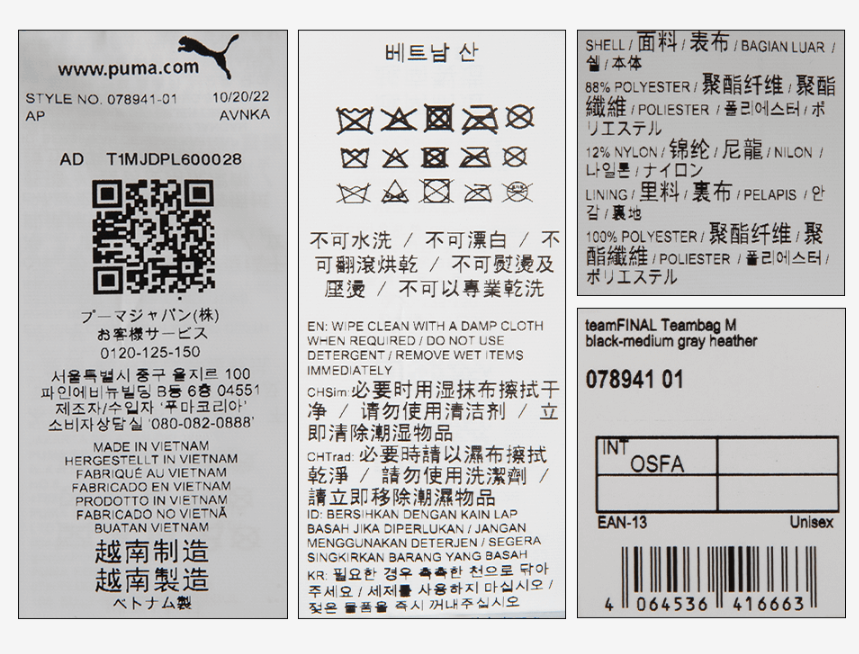 www.puma.com
STYLE NO. 078941-01 10/20/22
AP AVNKA
AD T1MJDPL600028
プーマジャパン(株)
お客様サービス
0120-125-150
서울특별시 중구 을지로 100
파인에비뉴빌딩 B동 6층 04551
제조자/수입자 '푸마코리아'
소비자상담실 '080-082-0888'
MADE IN VIETNAM
HERGESTELLT IN VIETNAM
FABRIQUÉ AU VIETNAM
FABRICADO EN VIETNAM
PRODOTTO IN VIETNAM
FABRICADO NO VIETNÃ
BUATAN VIETNAM
越南制造
越南製造
ベトナム製
베트남 산
不可水洗 / 不可漂白 / 不
可翻滾烘乾 / 不可熨燙及
壓燙 / 不可以專業乾洗
EN: WIPE CLEAN WITH A DAMP CLOTH
WHEN REQUIRED / DO NOT USE
DETERGENT / REMOVE WET ITEMS
IMMEDIATELY
CHSim:必要时用湿抹布擦拭干
净 / 请勿使用清洁剂 / 立
即清除潮湿物品
CHTrad: 必要時請以濕布擦拭
乾淨 / 請勿使用洗潔劑 /
請立即移除潮濕物品
ID: BERSIHKAN DENGAN KAIN LAP
BASAH JIKA DIPERLUKAN / JANGAN
MENGGUNAKAN DETERJEN / SEGERA
SINGKIRKAN BARANG YANG BASAH
KR: 필요한 경우 촉촉한 천으로 닦아
주세요 / 세제를 사용하지 마십시오 /
젖은 물품을 즉시 꺼내주십시오
SHELL / 面料 / 表布 / BAGIAN LUAR /
쉘 / 本体
88% POLYESTER / 聚酯纤维 / 聚酯
纖維 / POLIESTER / 폴리에스터 / ポ
リエステル
12% NYLON / 锦纶 / 尼龍 / NILON /
나일론 / ナイロン
LINING / 里料 / 裏布 / PELAPIS / 안
감 / 裏地
100% POLYESTER / 聚酯纤维 / 聚
酯纖維 / POLIESTER / 폴리에스터 /
ポリエステル
teamFINAL Teambag M
black-medium gray heather
078941 01
INT
OSFA
EAN-13 Unisex
4 064536 416663